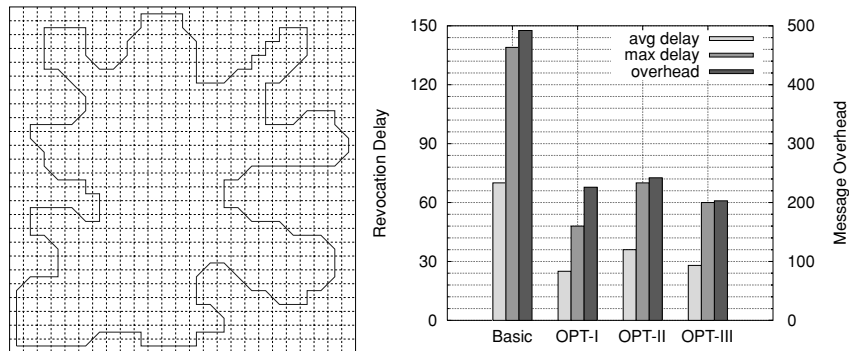 Revocation Delay
150
120
90
60
30
0
avg delay
max delay
overhead
500
400
300
200
100
0
Message Overhead
Basic OPT-I OPT-II OPT-III